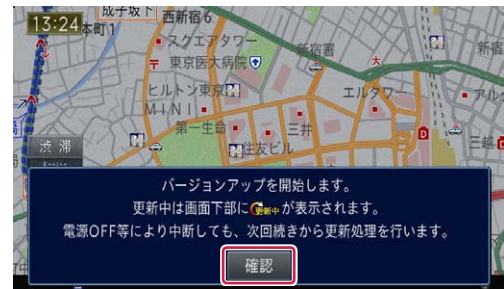 13:24
成子坂下
西新宿6
本町1
スクエアタワー
新宿署
新宿
東京医大病院
ヒルトン東京
エルタワー
MINI
アル
第一生命
三井
渋滞
住友ビル
三越
バージョンアップを開始します。
更新中は画面下部に更新中が表示されます。
電源OFF等により中断しても、次回続きから更新処理を行います。
確認